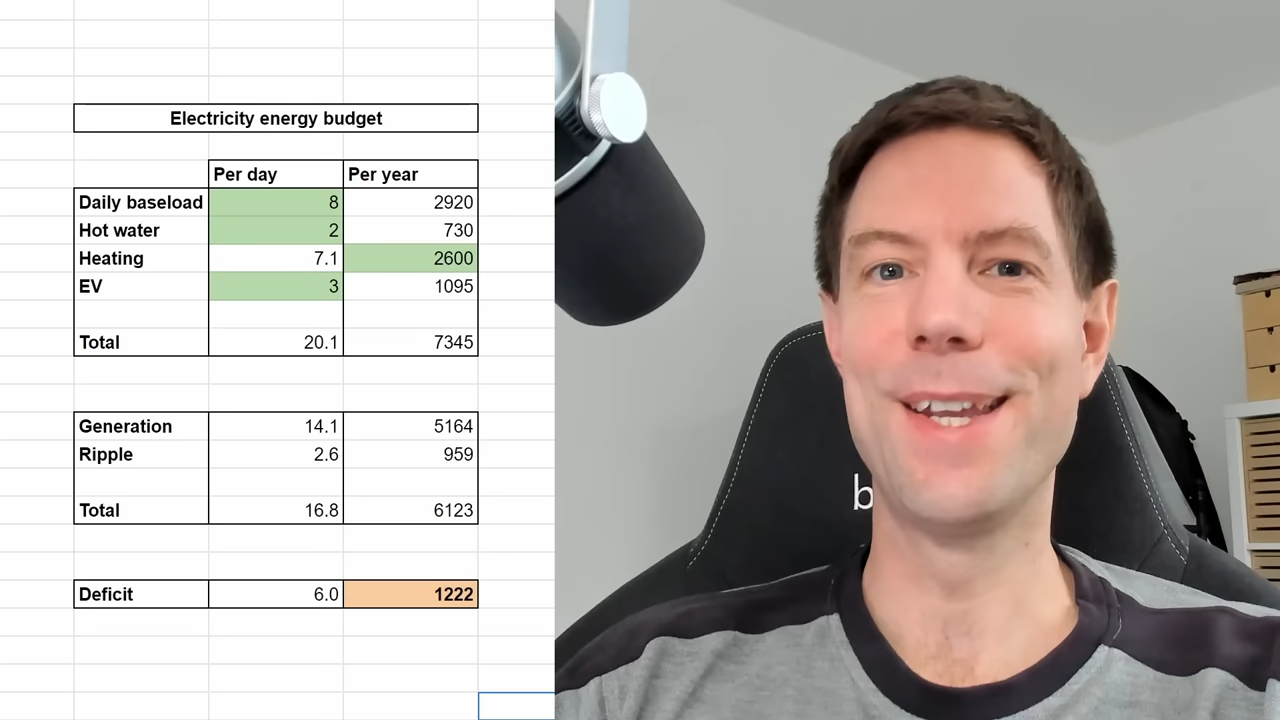 Electricity energy budget
Per day Per year
Daily baseload 8 2920
Hot water 2 730
Heating 7.1 2600
EV 3 1095
Total 20.1 7345
Generation 14.1 5164
Ripple 2.6 959
Total 16.8 6123
Deficit 6.0 1222
b